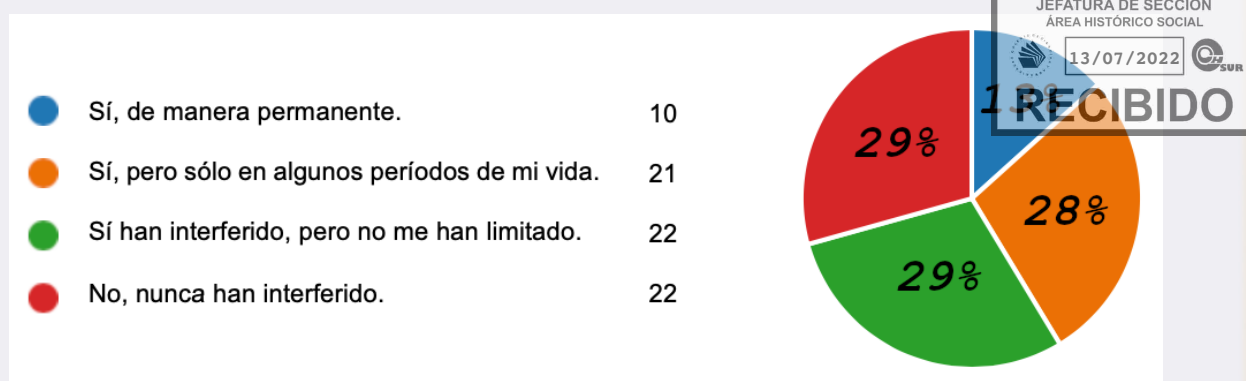 JEFATURA DE SECCIÓN
ÁREA HISTÓRICO SOCIAL
13/07/2022
SUR
RECIBIDO
Sí, de manera permanente. 10
Sí, pero sólo en algunos períodos de mi vida. 21
Sí han interferido, pero no me han limitado. 22
No, nunca han interferido. 22
13%
29%
28%
29%